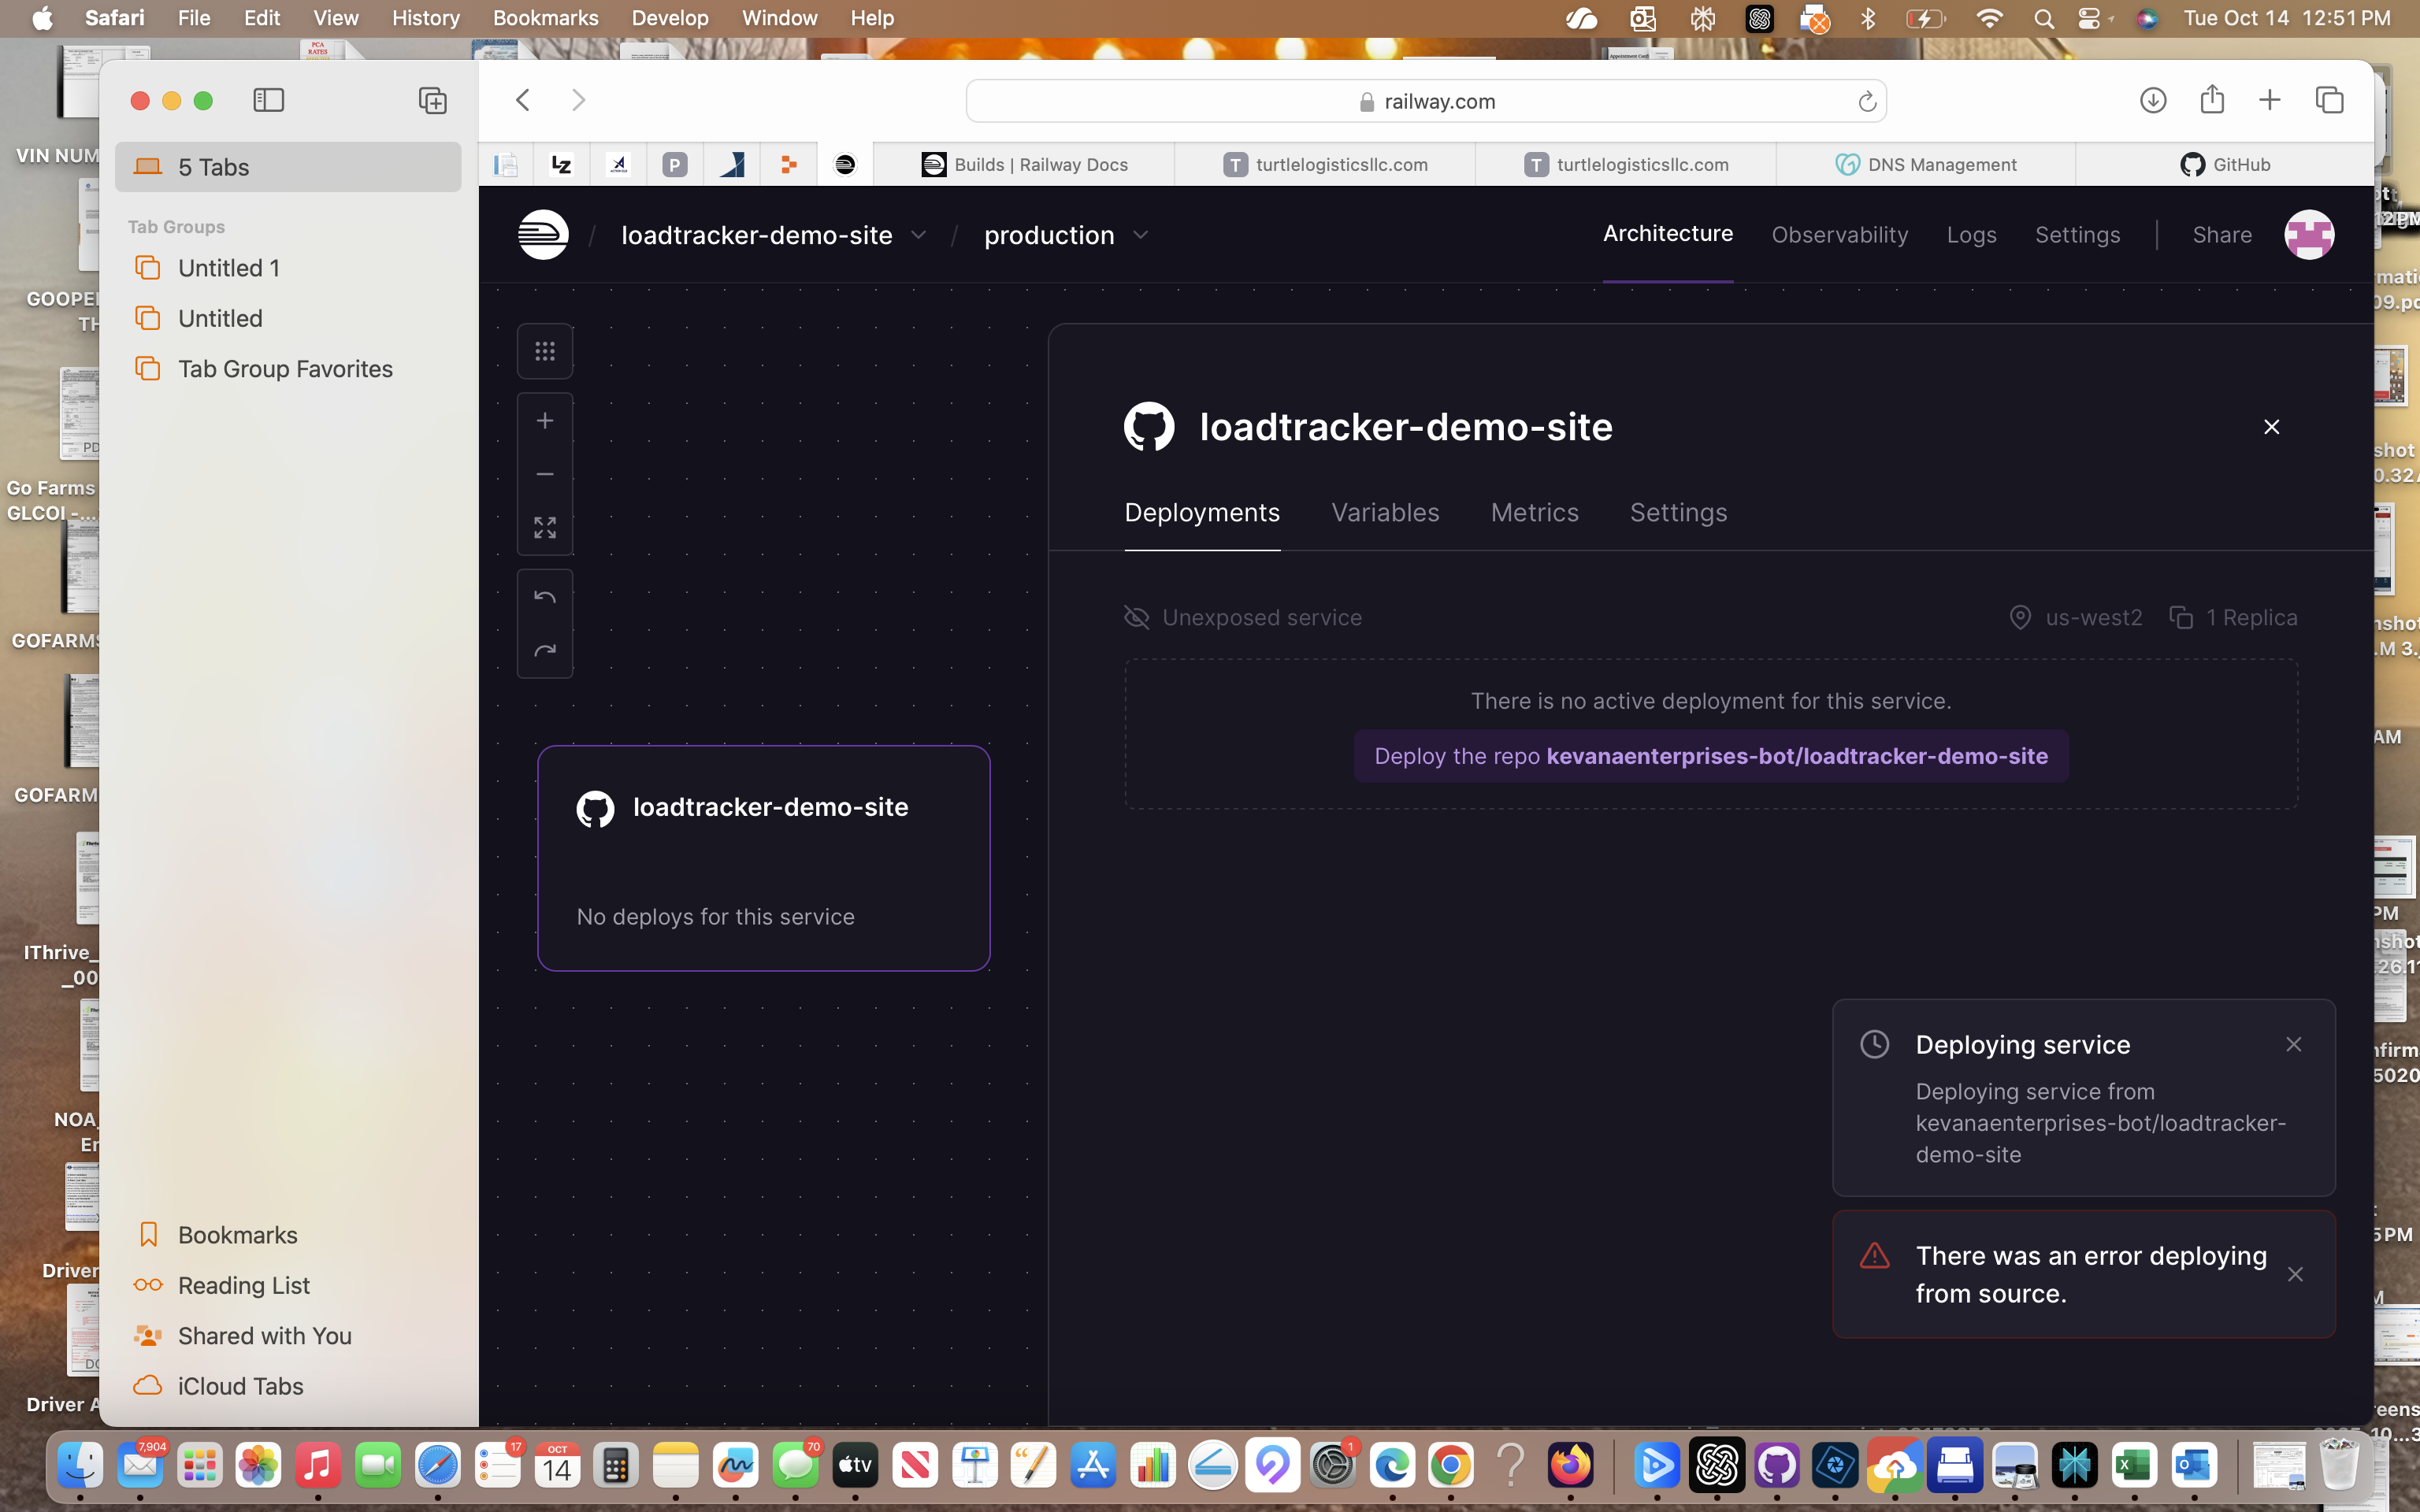 Safari File Edit View History Bookmarks Develop Window Help Tue Oct 14 12:51 PM
railway.com
5 Tabs
Tab Groups
Untitled 1
Untitled
Tab Group Favorites
Bookmarks
Reading List
Shared with You
iCloud Tabs
LZ
P
Builds | Railway Docs
T turtlelogisticsllc.com
T turtlelogisticsllc.com
DNS Management
GitHub
/ loadtracker-demo-site / production
Architecture Observability Logs Settings | Share
loadtracker-demo-site
No deploys for this service
loadtracker-demo-site
Deployments Variables Metrics Settings
Unexposed service us-west2 1 Replica
There is no active deployment for this service.
Deploy the repo kevanaenterprises-bot/loadtracker-demo-site
Deploying service
Deploying service from
kevanaenterprises-bot/loadtracker-
demo-site
There was an error deploying
from source.
PCA
RATES
VIN NUM
GOOPE
TH
Go Farms
GLCOI -...
GOFARMS
GOFARM
IThrive_
_00
NOA_
Er
Driver
Driver A
7,904
17
OCT
14
70
tv
1